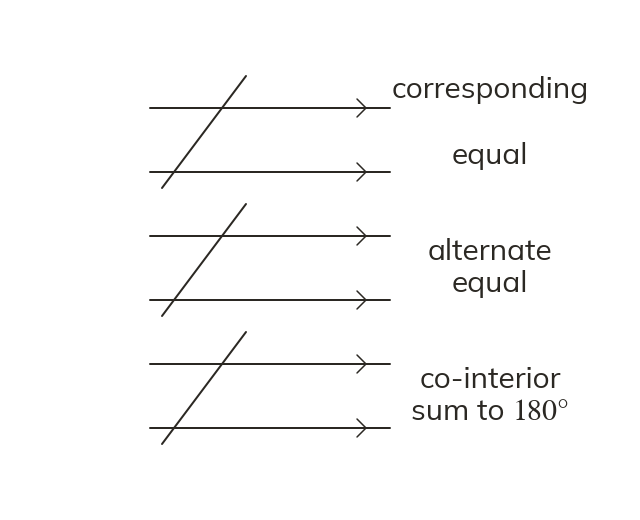 corresponding
equal
alternate
equal
co-interior
sum to 180°